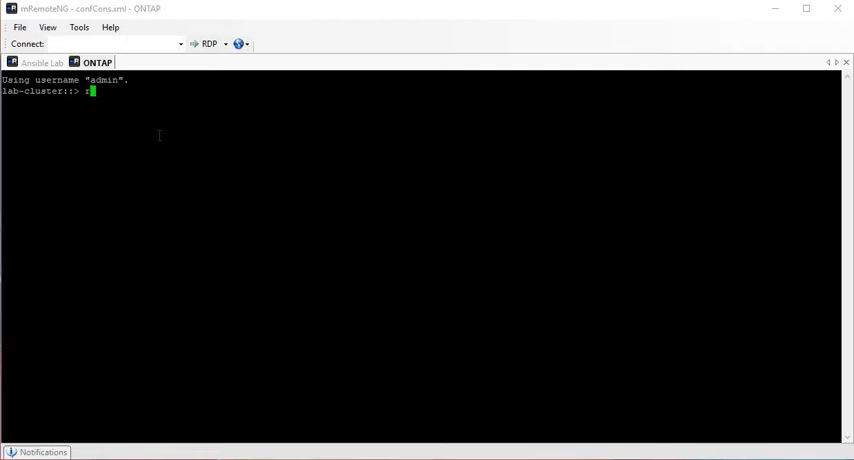 mRemoteNG - confCons.xml - ONTAP
File View Tools Help
Connect: RDP
Ansible Lab ONTAP
Using username "admin".
lab-cluster::> r
Notifications